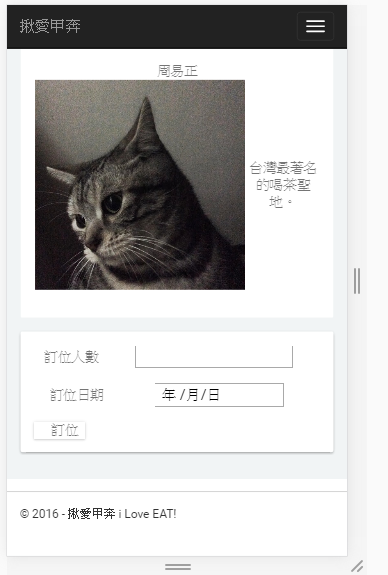 揪愛甲奔
周易正
台灣最著名
的喝茶聖
地。
訂位人數
訂位日期
年 /月/日
訂位
© 2016 - 揪愛甲奔 i Love EAT!